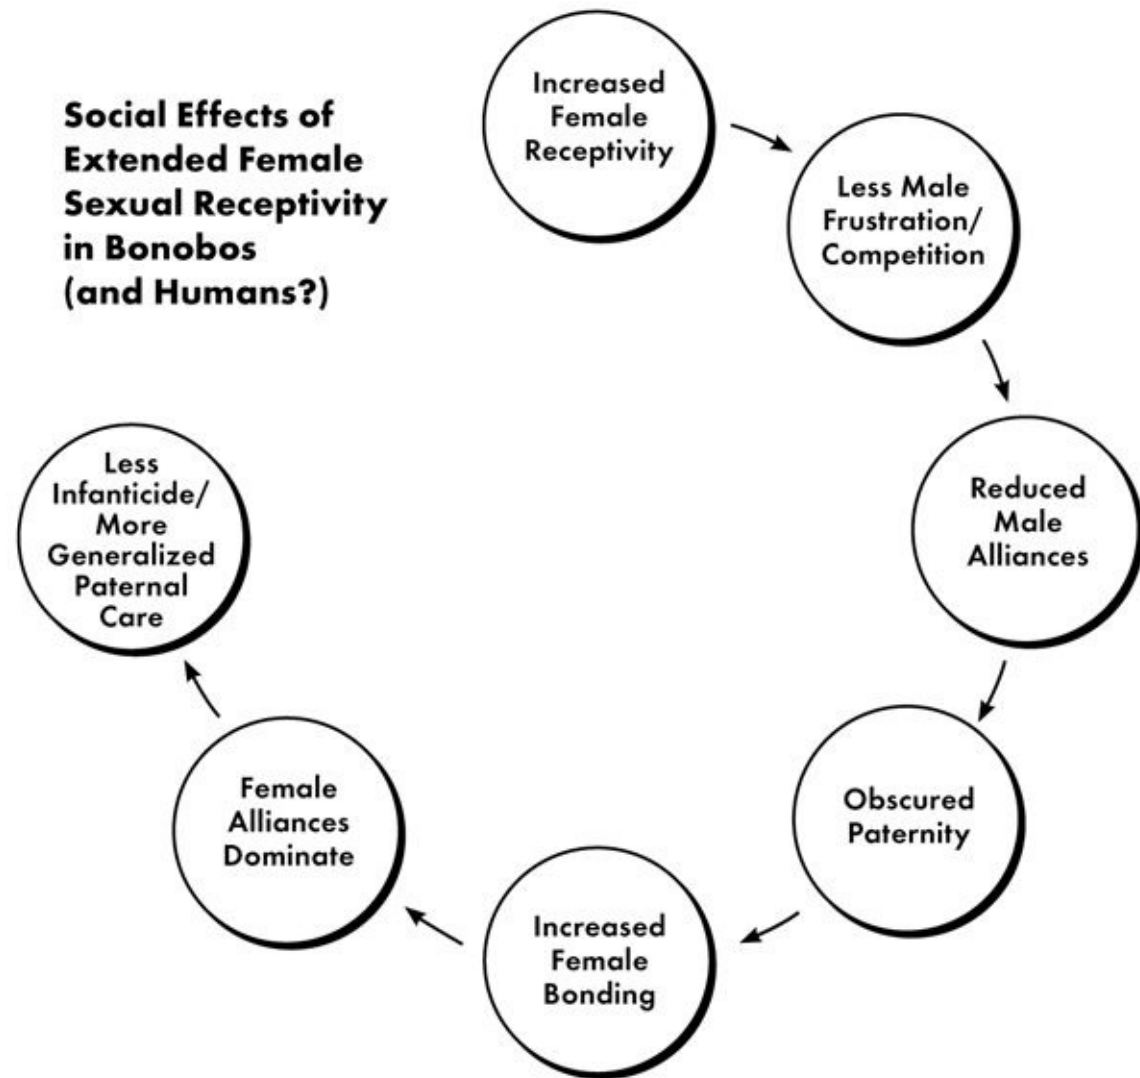 Social Effects of
Extended Female
Sexual Receptivity
in Bonobos
(and Humans?)
Increased
Female
Receptivity
Less Male
Frustration/
Competition
Reduced
Male
Alliances
Obscured
Paternity
Increased
Female
Bonding
Female
Alliances
Dominate
Less
Infanticide/
More
Generalized
Paternal
Care